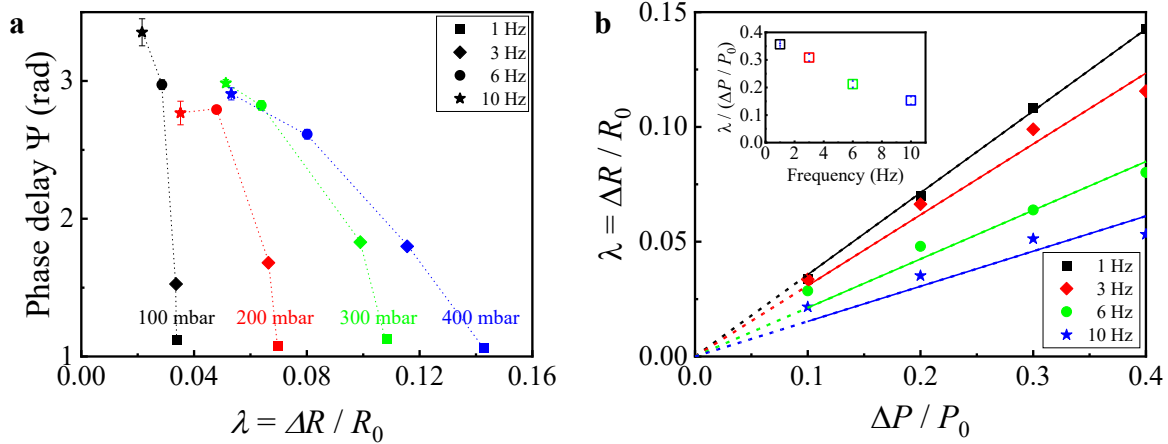 a
Phase delay Ψ (rad)
3
2
1
1 Hz
3 Hz
6 Hz
10 Hz
100 mbar 200 mbar 300 mbar 400 mbar
0.00 0.04 0.08 0.12 0.16
λ = ΔR / R₀
b
λ = ΔR / R₀
0.15
0.10
0.05
0.00
λ / (ΔP / P₀)
0.4
0.3
0.2
0.1
0.0
0 2 4 6 8 10
Frequency (Hz)
1 Hz
3 Hz
6 Hz
10 Hz
0.0 0.1 0.2 0.3 0.4
ΔP / P₀